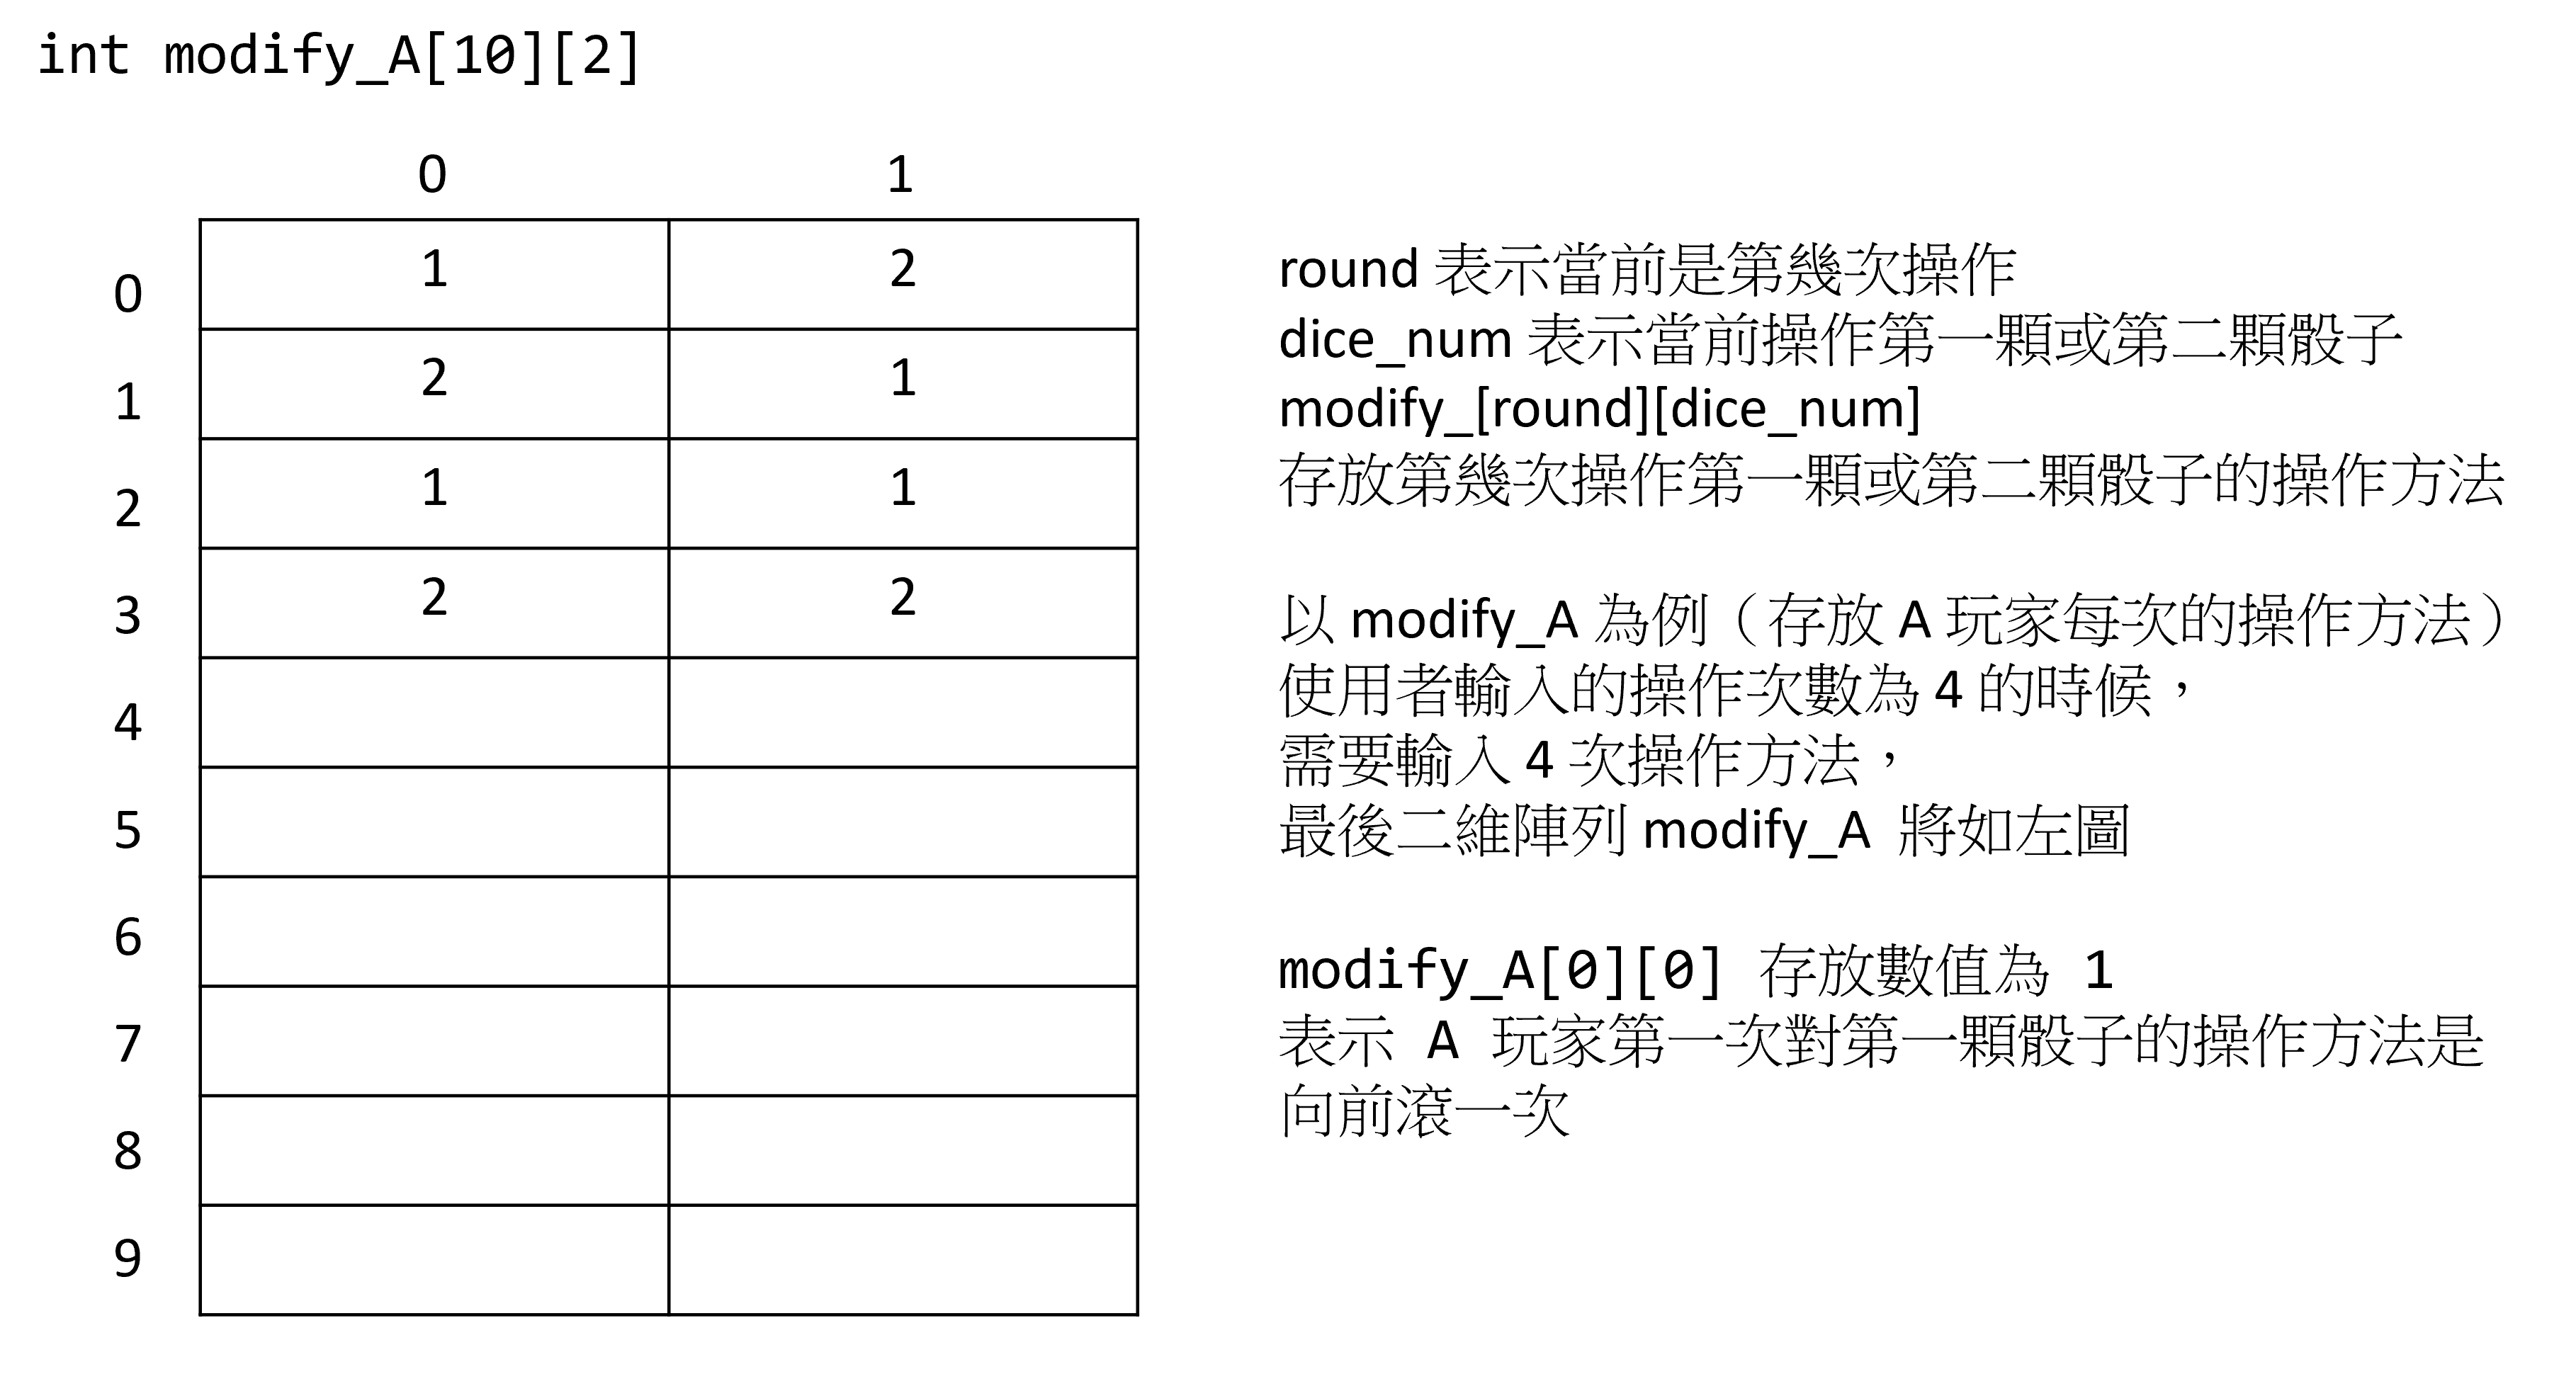 int modify_A[10][2]
0 1
0 1 2
1 2 1
2 1 1
3 2 2
4
5
6
7
8
9
round 表示當前是第幾次操作
dice_num 表示當前操作第一顆或第二顆骰子
modify_[round][dice_num]
存放第幾次操作第一顆或第二顆骰子的操作方法
以 modify_A 為例（存放 A 玩家每次的操作方法）
使用者輸入的操作次數為 4 的時候，
需要輸入 4 次操作方法，
最後二維陣列 modify_A 將如左圖
modify_A[0][0] 存放數值為 1
表示 A 玩家第一次對第一顆骰子的操作方法是
向前滾一次